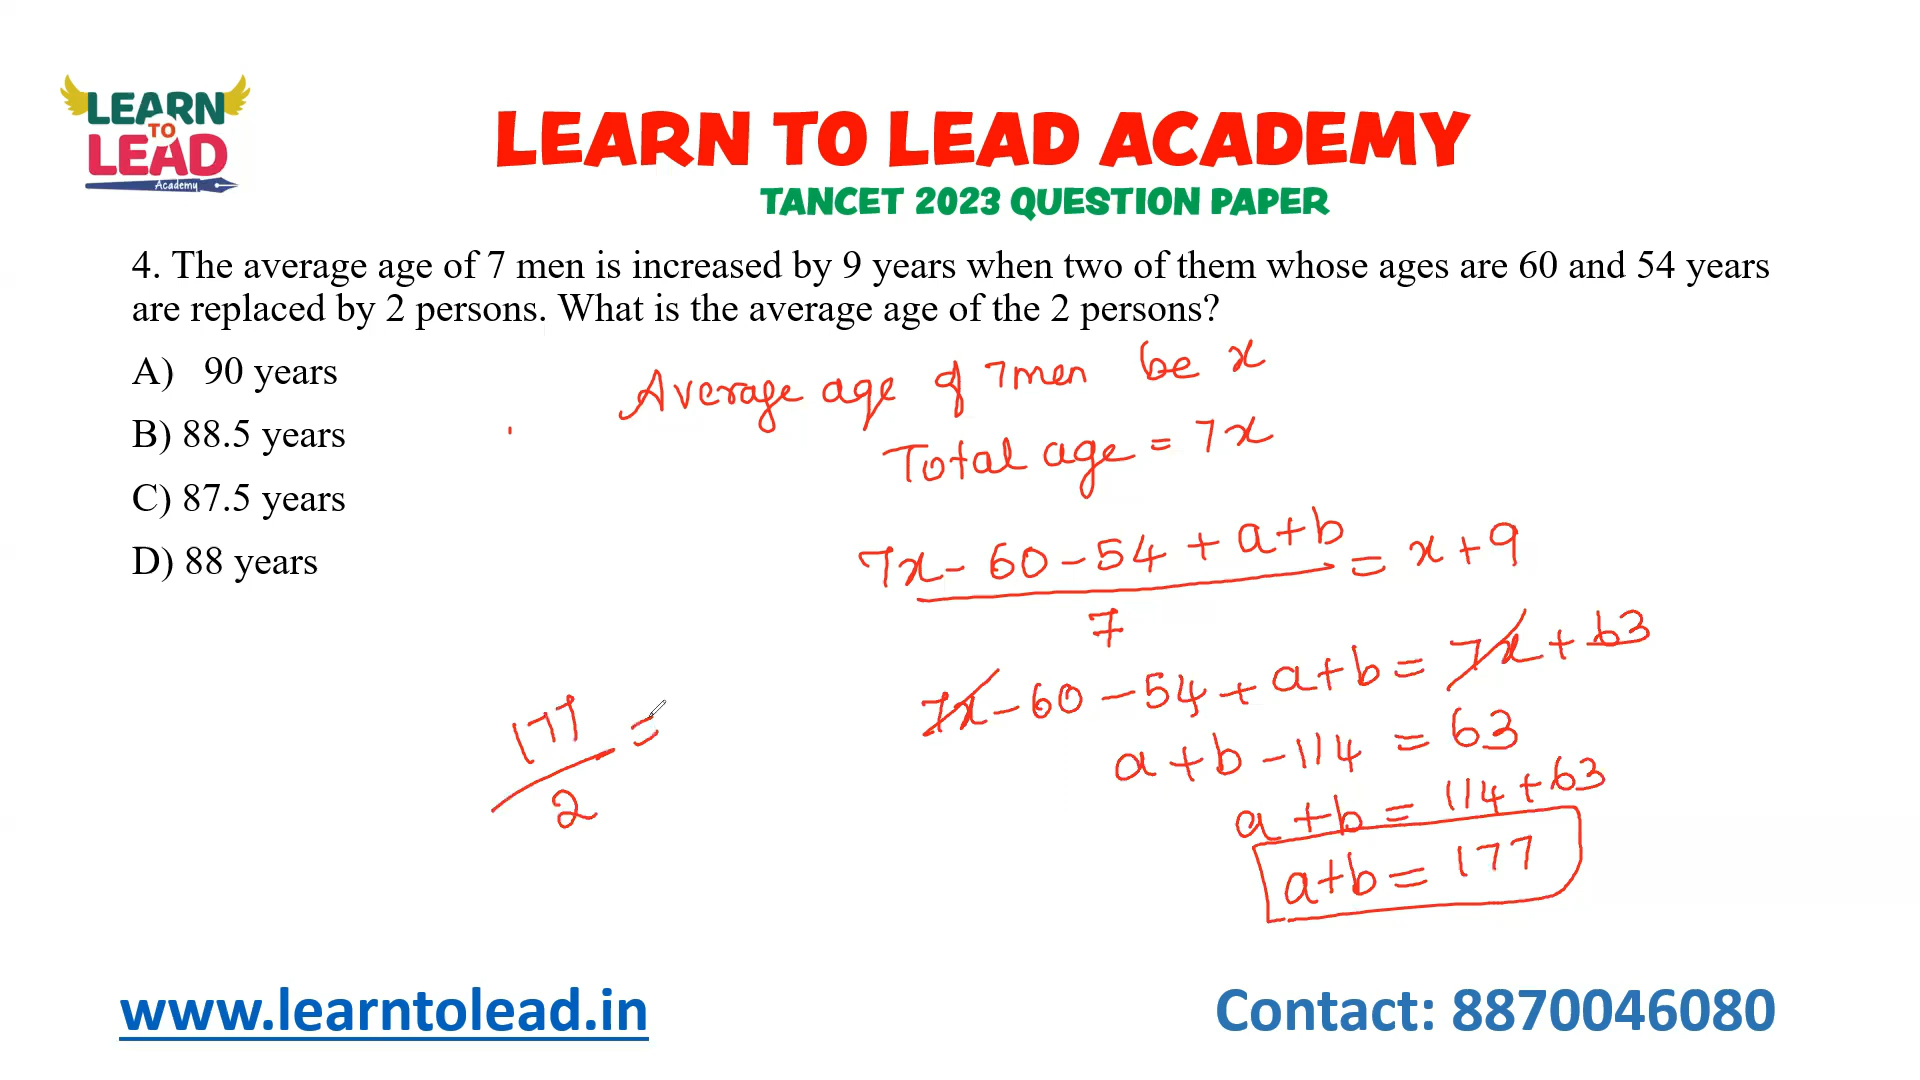 LEARN
TO
LEAD
Academy
LEARN TO LEAD ACADEMY
TANCET 2023 QUESTION PAPER
4. The average age of 7 men is increased by 9 years when two of them whose ages are 60 and 54 years
are replaced by 2 persons. What is the average age of the 2 persons?
A) 90 years
B) 88.5 years
C) 87.5 years
D) 88 years
Average age of 7 men be x
Total age = 7x
7x - 60 - 54 + a + b = x + 9
7
7x - 60 - 54 + a + b = 7x + 63
a + b - 114 = 63
a + b = 114 + 63
a + b = 177
177 =
2
www.learntolead.in
Contact: 8870046080